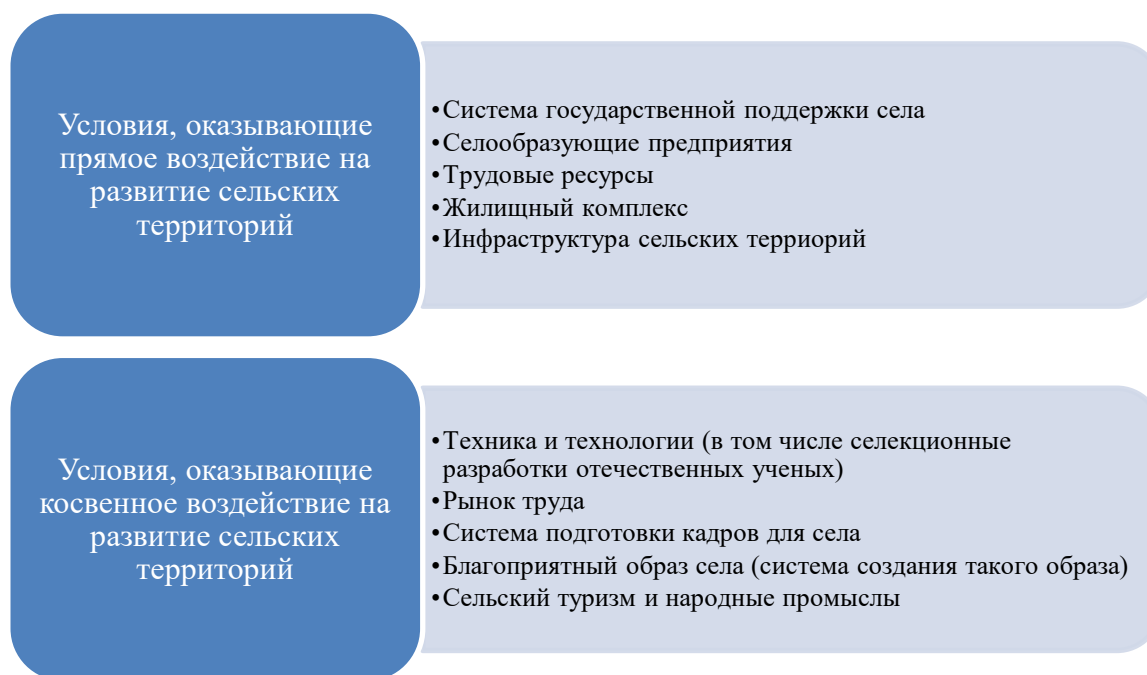 Условия, оказывающие
прямое воздействие на
развитие сельских
территорий
•Система государственной поддержки села
•Селообразующие предприятия
•Трудовые ресурсы
•Жилищный комплекс
•Инфраструктура сельских терриорий
Условия, оказывающие
косвенное воздействие на
развитие сельских
территорий
•Техника и технологии (в том числе селекционные
разработки отечественных ученых)
•Рынок труда
•Система подготовки кадров для села
•Благоприятный образ села (система создания такого образа)
•Сельский туризм и народные промыслы